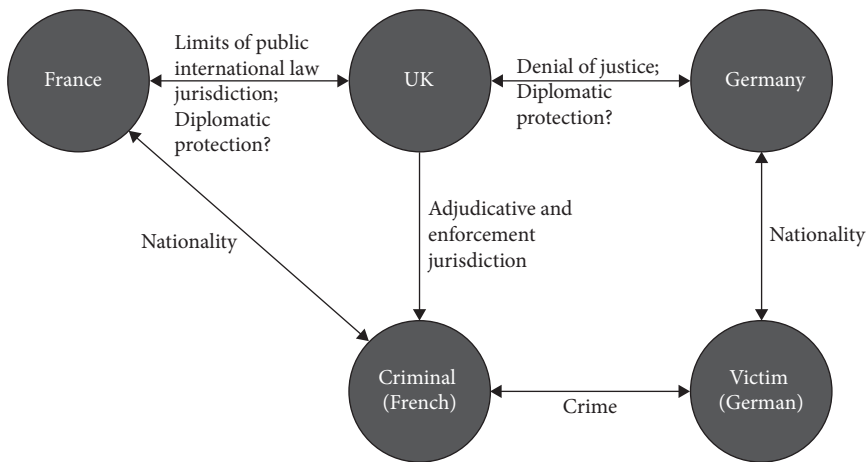 France
Limits of public
international law
jurisdiction;
Diplomatic
protection?
UK
Denial of justice;
Diplomatic
protection?
Germany
Nationality
Adjudicative and
enforcement
jurisdiction
Nationality
Criminal
(French)
Crime
Victim
(German)